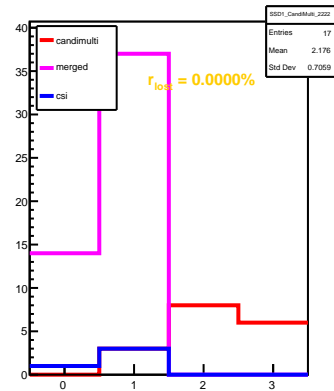 SSD1_CandiMulti_2222
Entries 17
Mean 2.176
Std Dev 0.7059
candimulti
merged
csi
r_loss = 0.0000%
40
35
30
25
20
15
10
5
0
0 1 2 3